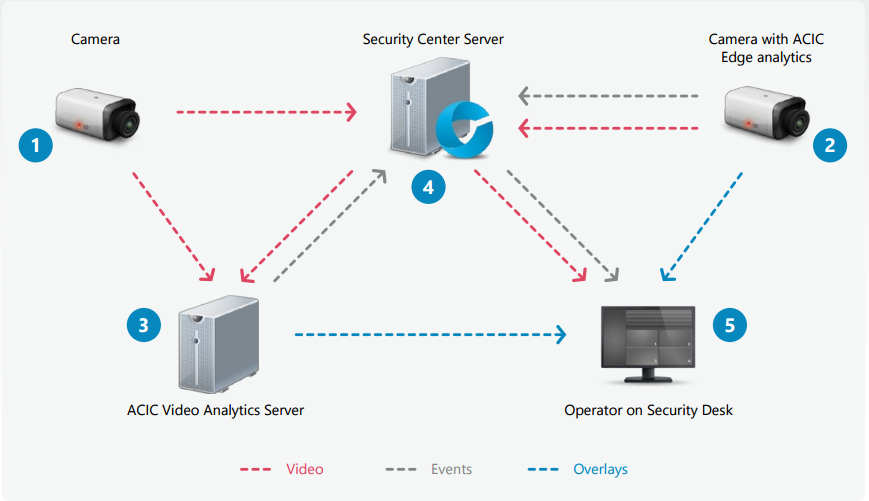 Camera
Security Center Server
Camera with ACIC
Edge analytics
1
2
4
3
5
ACIC Video Analytics Server
Operator on Security Desk
Video
Events
Overlays